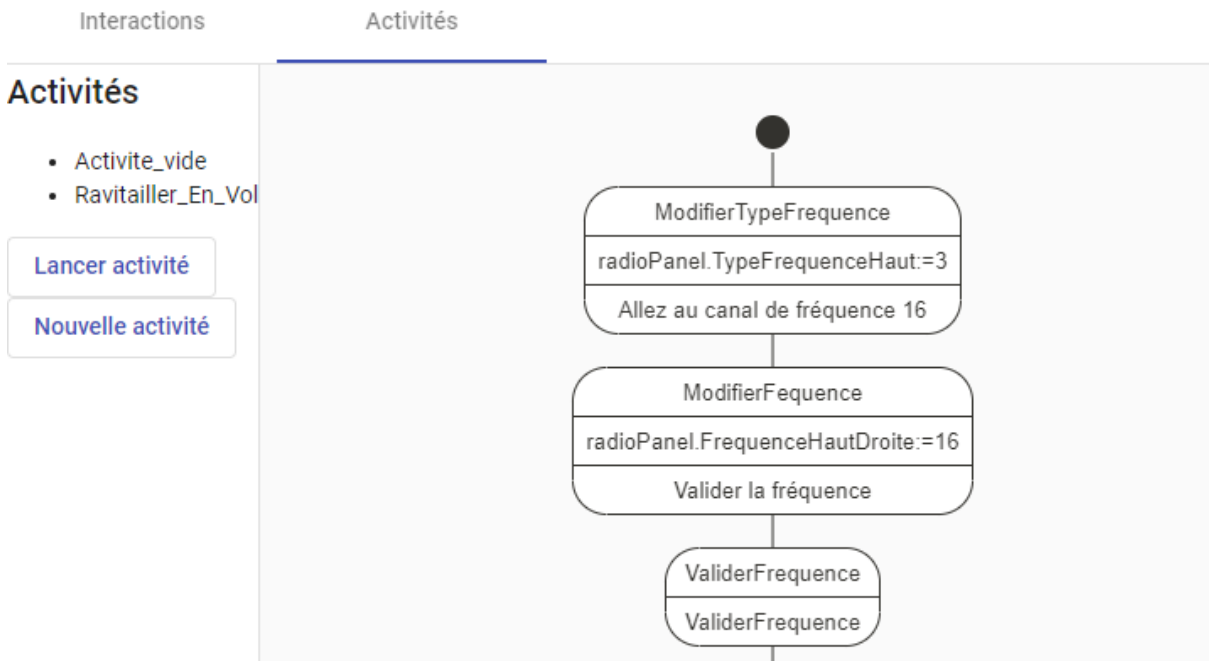 Interactions
Activités
Activités
Activite_vide
Ravitailler_En_Vol
Lancer activité
Nouvelle activité
ModifierTypeFrequence
radioPanel.TypeFrequenceHaut:=3
Allez au canal de fréquence 16
ModifierFequence
radioPanel.FrequenceHautDroite:=16
Valider la fréquence
ValiderFrequence
ValiderFrequence